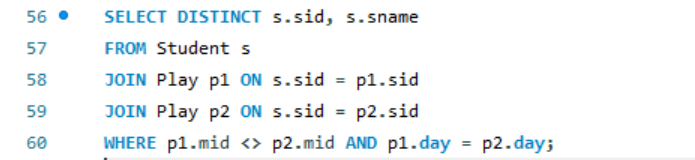 56 SELECT DISTINCT s.sid, s.sname
57 FROM Student s
58 JOIN Play p1 ON s.sid = p1.sid
59 JOIN Play p2 ON s.sid = p2.sid
60 WHERE p1.mid <> p2.mid AND p1.day = p2.day;